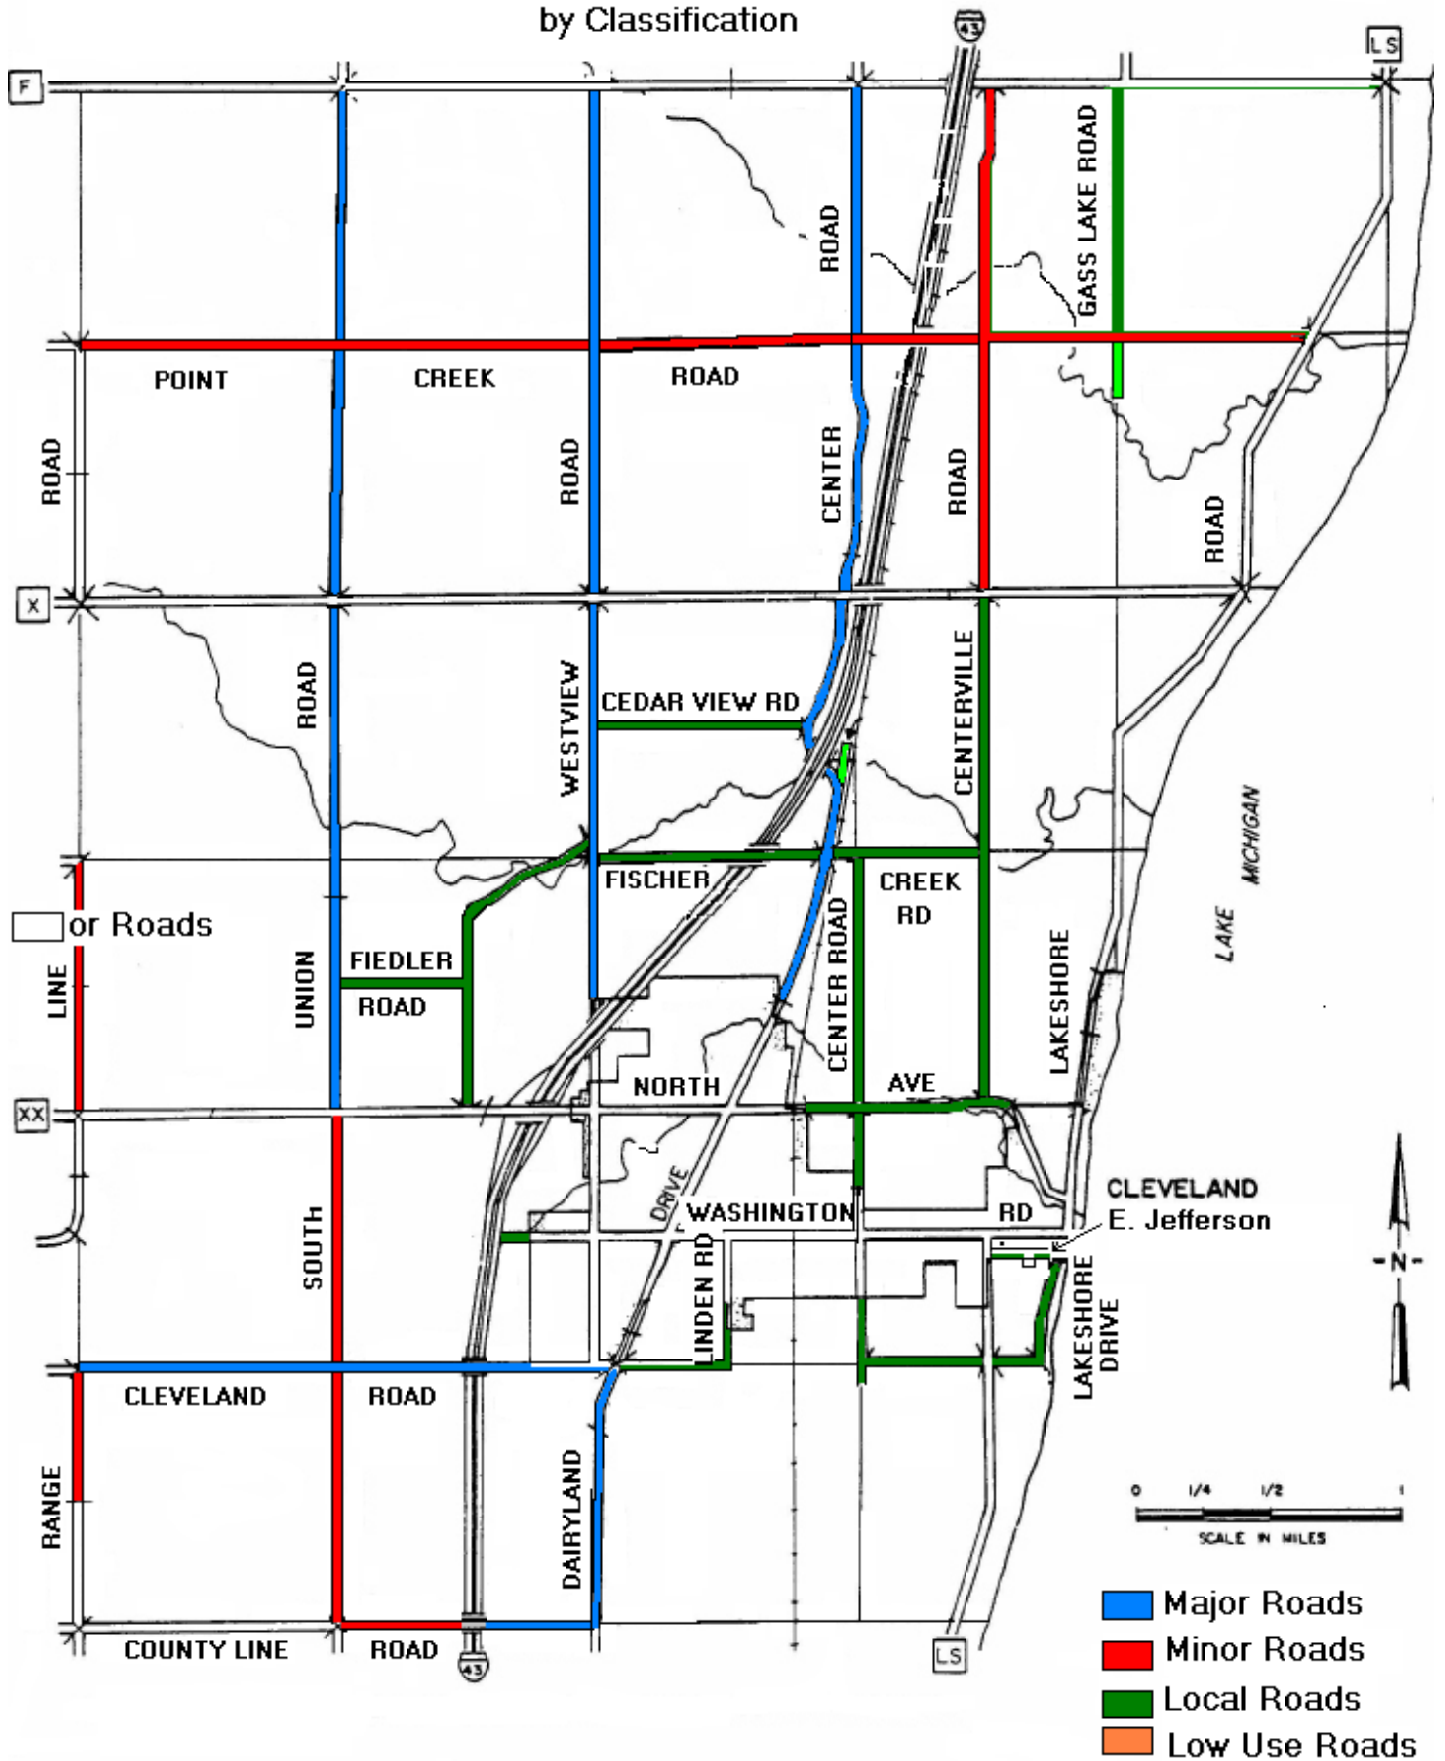 by Classification
43
LS
F
GASS LAKE ROAD
ROAD
POINT CREEK ROAD
ROAD
ROAD
CENTER
ROAD
ROAD
X
ROAD
WESTVIEW
CEDAR VIEW RD
CENTERVILLE
LAKE MICHIGAN
FISCHER CREEK RD
or Roads
LINE
UNION
FIEDLER ROAD
CENTER ROAD
LAKESHORE
XX
NORTH AVE
DRIVE
WASHINGTON RD
CLEVELAND
E. Jefferson
SOUTH
LINDEN RD
LAKESHORE DRIVE
-N-
CLEVELAND ROAD
RANGE
DAIRYLAND
0 1/4 1/2 1
SCALE IN MILES
COUNTY LINE ROAD
43
LS
Major Roads
Minor Roads
Local Roads
Low Use Roads